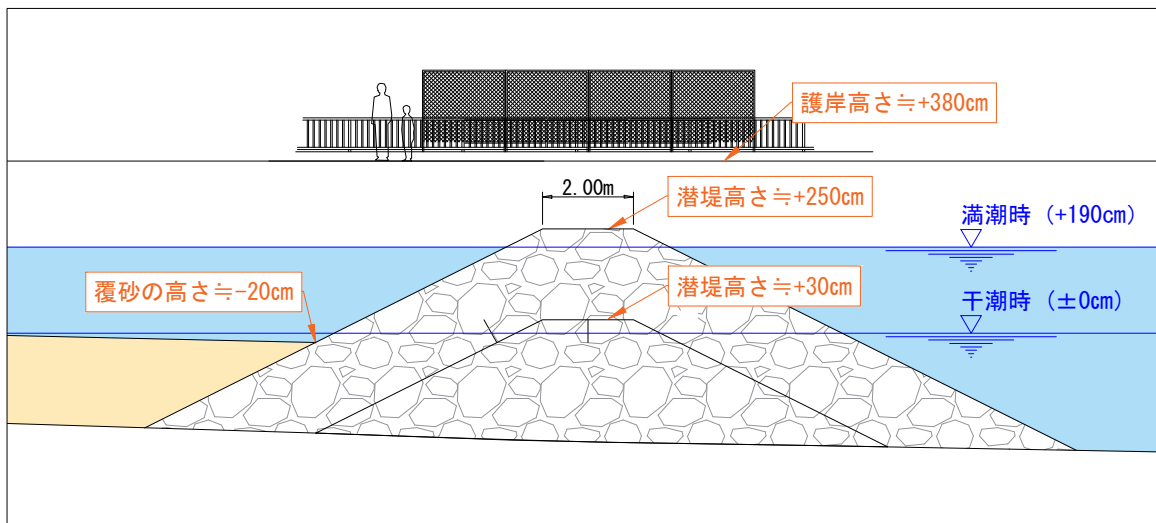 護岸高さ≒+380㎝
2.00m
潜堤高さ≒+250㎝
満潮時（+190㎝）
覆砂の高さ≒-20㎝
潜堤高さ≒+30㎝
干潮時（±0㎝）